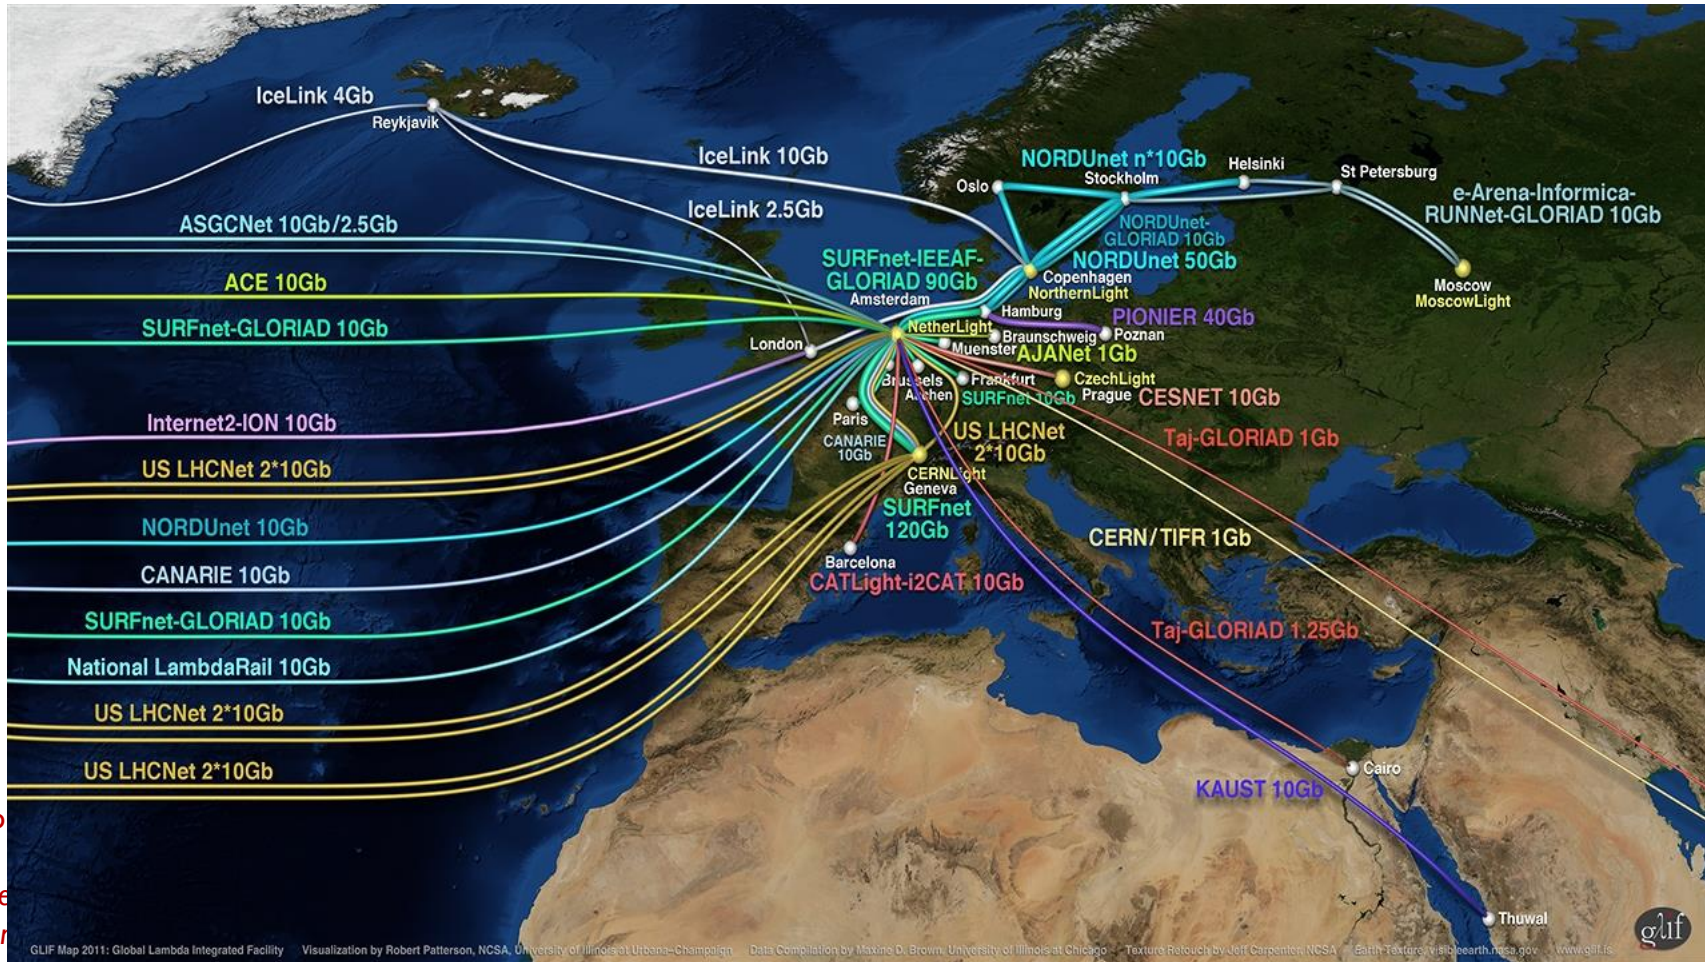 IceLink 4Gb
Reykjavik
IceLink 10Gb
IceLink 2.5Gb
NORDUnet n*10Gb
Stockholm
Oslo
Helsinki
St Petersburg
e-Arena-Informica-
RUNNet-GLORIAD 10Gb
ASGCNet 10Gb/2.5Gb
NORDUnet-
GLORIAD 10Gb
NORDUnet 50Gb
SURFnet-IEEAF-
GLORIAD 90Gb
Amsterdam
Copenhagen
NorthernLight
Moscow
MoscowLight
ACE 10Gb
Hamburg
PIONIER 40Gb
SURFnet-GLORIAD 10Gb
NetherLight
Braunschweig
Poznan
London
Muenster
AJANet 1Gb
Brussels
Aachen
Frankfurt
SURFnet 10Gb
CzechLight
Prague
CESNET 10Gb
Paris
Internet2-ION 10Gb
CANARIE
10Gb
US LHCNet
2*10Gb
Taj-GLORIAD 1Gb
US LHCNet 2*10Gb
CERNLight
Geneva
SURFnet
120Gb
NORDUnet 10Gb
CERN/TIFR 1Gb
Barcelona
CATLight-i2CAT 10Gb
CANARIE 10Gb
SURFnet-GLORIAD 10Gb
Taj-GLORIAD 1.25Gb
National LambdaRail 10Gb
US LHCNet 2*10Gb
US LHCNet 2*10Gb
Cairo
KAUST 10Gb
Thuwal
glif
GLIF Map 2011: Global Lambda Integrated Facility Visualization by Robert Patterson, NCSA, University of Illinois at Urbana-Champaign Data Compilation by Maxine D. Brown, University of Illinois at Chicago Texture Retouch by Jeff Carpenter, NCSA Earth Texture, visibleearth.nasa.gov www.glif.is